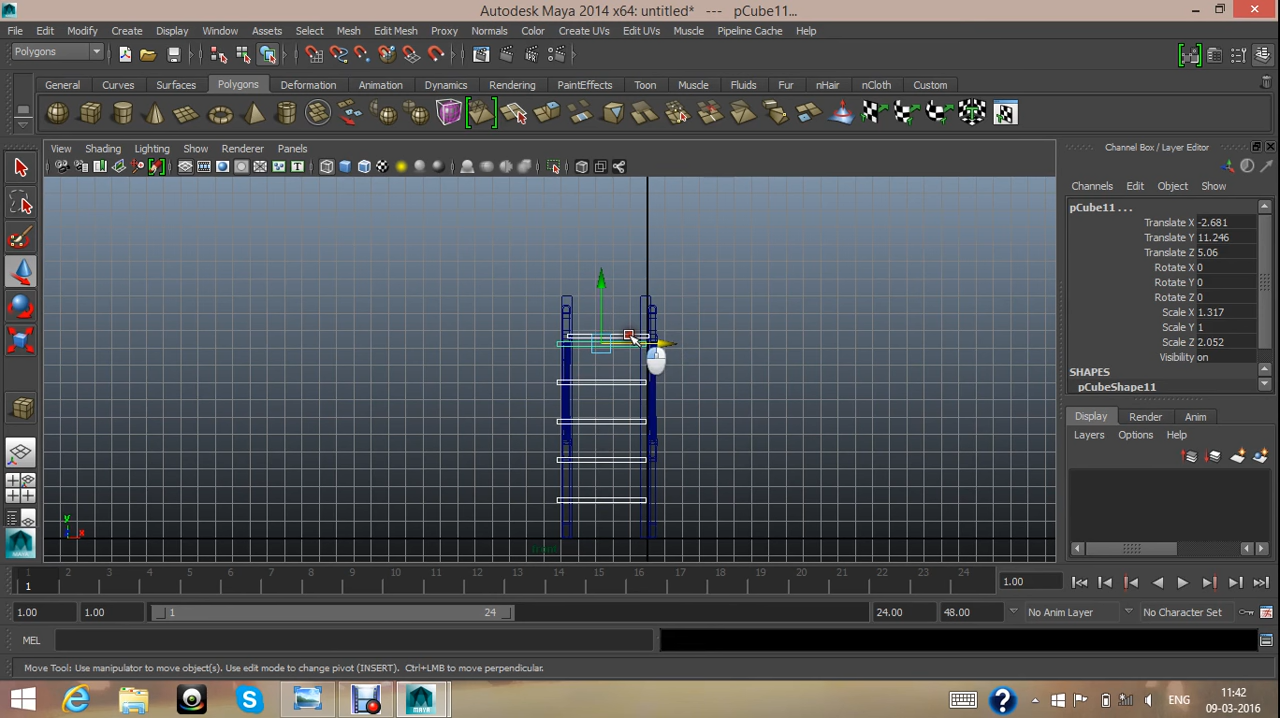 Autodesk Maya 2014 x64: untitled* --- pCube11...
File Edit Modify Create Display Window Assets Select Mesh Edit Mesh Proxy Normals Color Create UVs Edit UVs Muscle Pipeline Cache Help
Polygons
General Curves Surfaces Polygons Deformation Animation Dynamics Rendering PaintEffects Toon Muscle Fluids Fur nHair nCloth Custom
View Shading Lighting Show Renderer Panels
Channel Box / Layer Editor
Channels Edit Object Show
pCube11 ...
Translate X -2.681
Translate Y 11.246
Translate Z 5.06
Rotate X 0
Rotate Y 0
Rotate Z 0
Scale X 1.317
Scale Y 1
Scale Z 2.052
Visibility on
SHAPES
pCubeShape11
Display Render Anim
Layers Options Help
y
x
front
1 2 3 4 5 6 7 8 9 10 11 12 13 14 15 16 17 18 19 20 21 22 23 24
1
1.00
1.00 1.00 1 24 24.00 48.00 No Anim Layer No Character Set
MEL
Move Tool: Use manipulator to move object(s). Use edit mode to change pivot (INSERT). Ctrl+LMB to move perpendicular.
ENG
11:42
09-03-2016